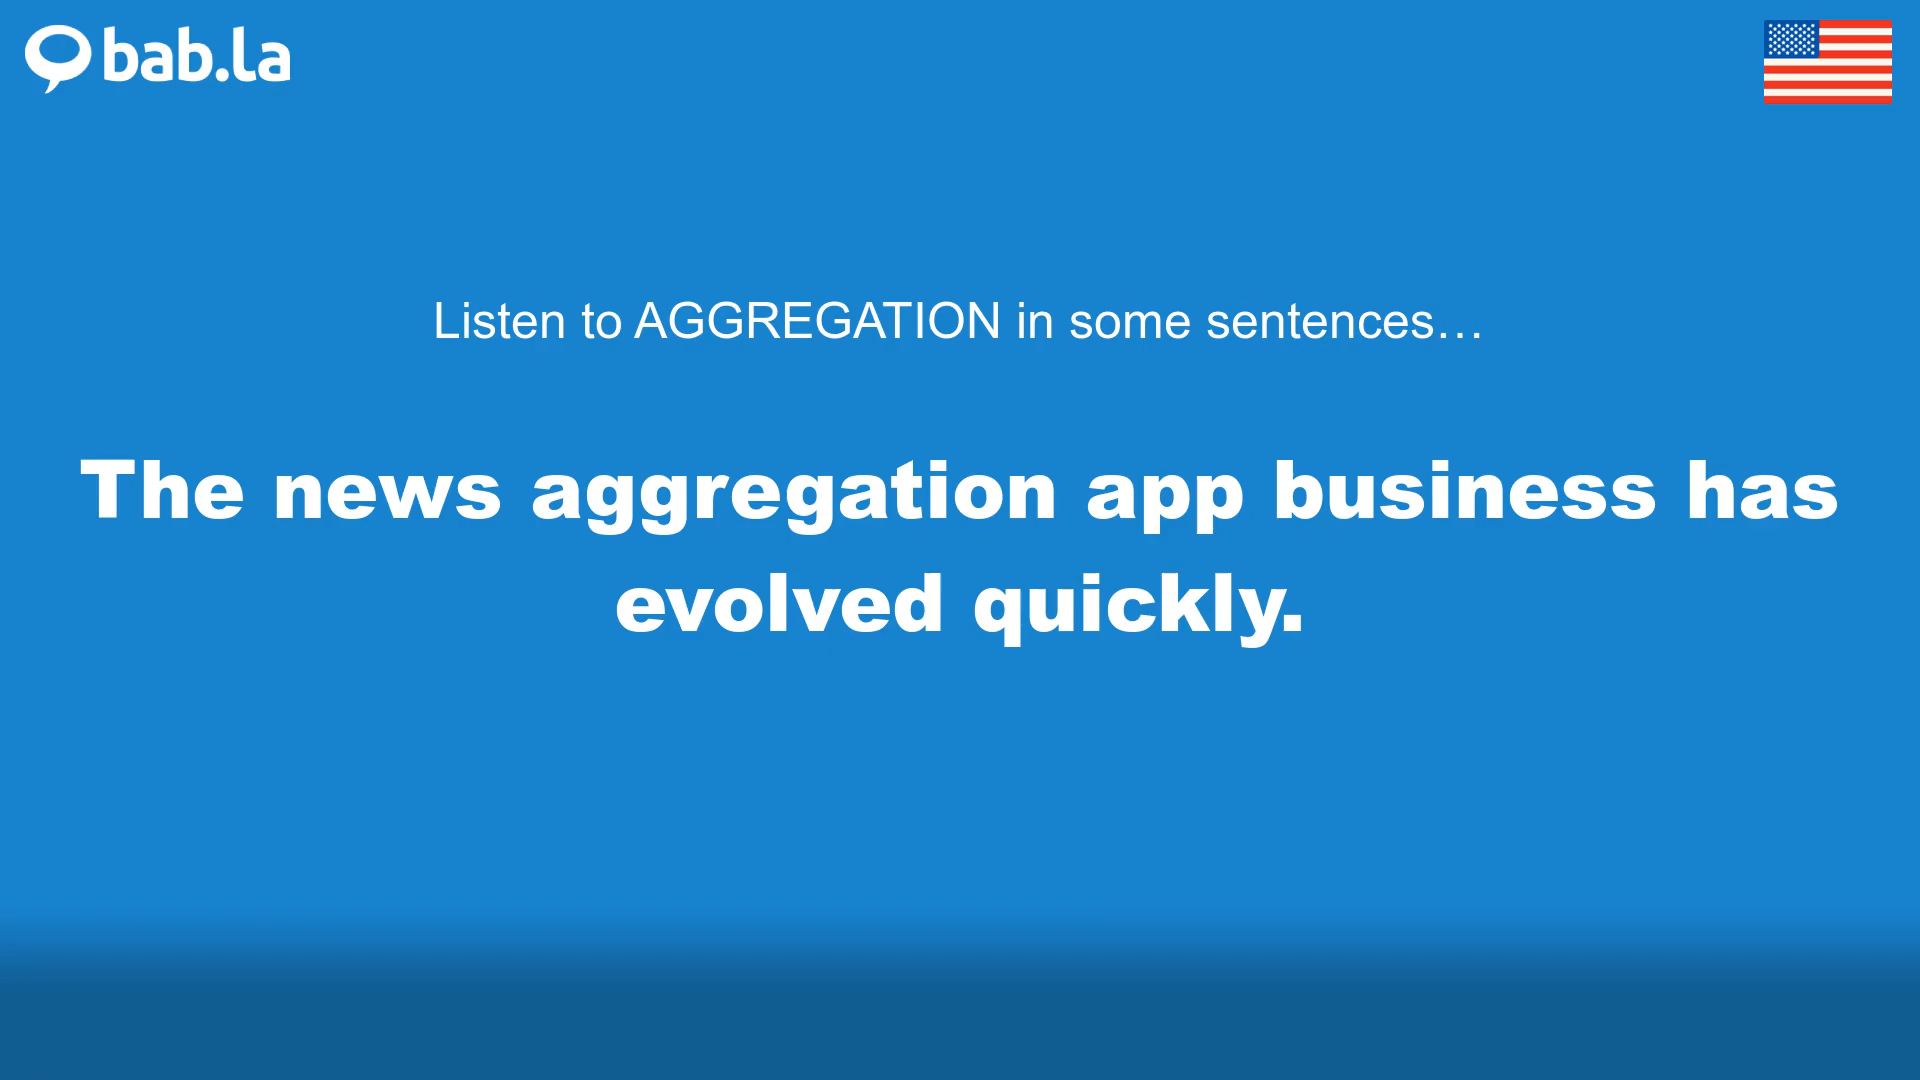 bab.la
Listen to AGGREGATION in some sentences…
The news aggregation app business has
evolved quickly.